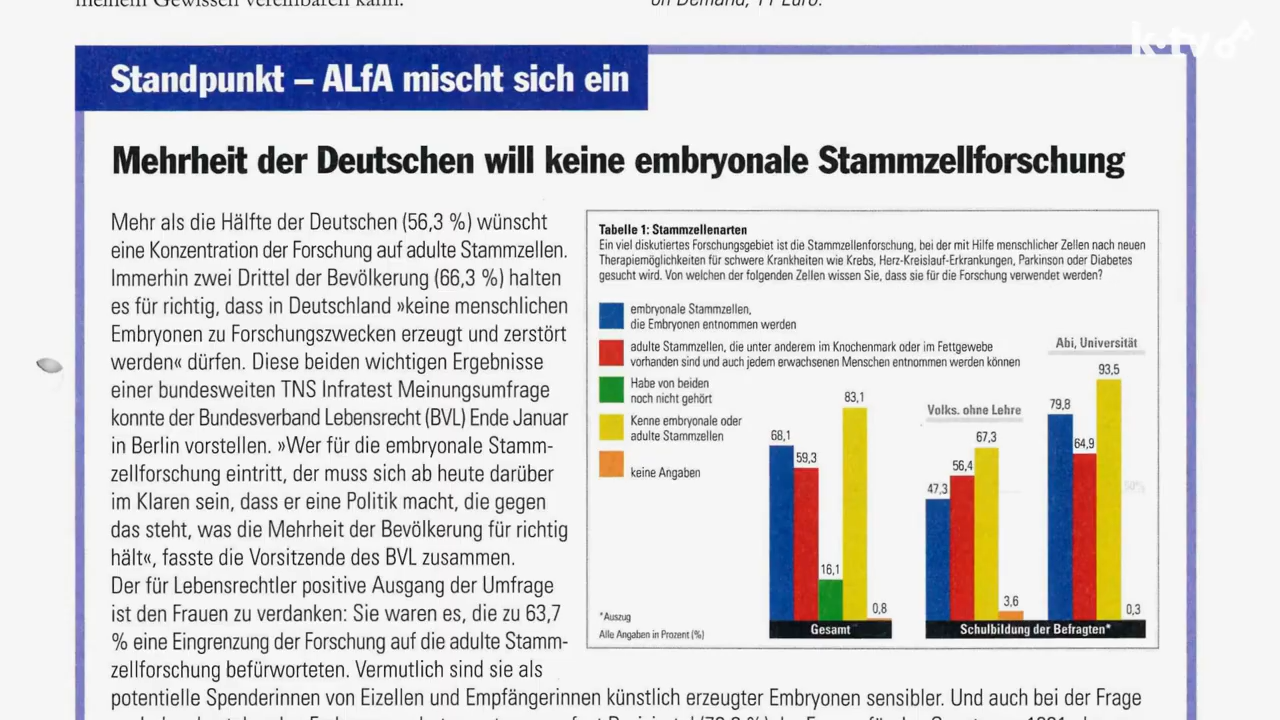 meinem Gewissen vereinbaren kann.
on Demand, 11 Euro.
k-tv
Standpunkt – ALfA mischt sich ein
Mehrheit der Deutschen will keine embryonale Stammzellforschung
Mehr als die Hälfte der Deutschen (56,3 %) wünscht
eine Konzentration der Forschung auf adulte Stammzellen.
Immerhin zwei Drittel der Bevölkerung (66,3 %) halten
es für richtig, dass in Deutschland »keine menschlichen
Embryonen zu Forschungszwecken erzeugt und zerstört
werden« dürfen. Diese beiden wichtigen Ergebnisse
einer bundesweiten TNS Infratest Meinungsumfrage
konnte der Bundesverband Lebensrecht (BVL) Ende Januar
in Berlin vorstellen. »Wer für die embryonale Stamm-
zellforschung eintritt, der muss sich ab heute darüber
im Klaren sein, dass er eine Politik macht, die gegen
das steht, was die Mehrheit der Bevölkerung für richtig
hält«, fasste die Vorsitzende des BVL zusammen.
Der für Lebensrechtler positive Ausgang der Umfrage
ist den Frauen zu verdanken: Sie waren es, die zu 63,7
% eine Eingrenzung der Forschung auf die adulte Stamm-
zellforschung befürworteten. Vermutlich sind sie als
potentielle Spenderinnen von Eizellen und Empfängerinnen künstlich erzeugter Embryonen sensibler. Und auch bei der Frage
Tabelle 1: Stammzellenarten
Ein viel diskutiertes Forschungsgebiet ist die Stammzellenforschung, bei der mit Hilfe menschlicher Zellen nach neuen
Therapiemöglichkeiten für schwere Krankheiten wie Krebs, Herz-Kreislauf-Erkrankungen, Parkinson oder Diabetes
gesucht wird. Von welchen der folgenden Zellen wissen Sie, dass sie für die Forschung verwendet werden?
embryonale Stammzellen,
die Embryonen entnommen werden
adulte Stammzellen, die unter anderem im Knochenmark oder im Fettgewebe
vorhanden sind und auch jedem erwachsenen Menschen entnommen werden können
Habe von beiden
noch nicht gehört
Kenne embryonale oder
adulte Stammzellen
keine Angaben
68,1
59,3
16,1
83,1
0,8
Gesamt
Volks. ohne Lehre
47,3
56,4
67,3
3,6
Abi, Universität
79,8
64,9
93,5
0,3
Schulbildung der Befragten*
*Auszug
Alle Angaben in Prozent (%)